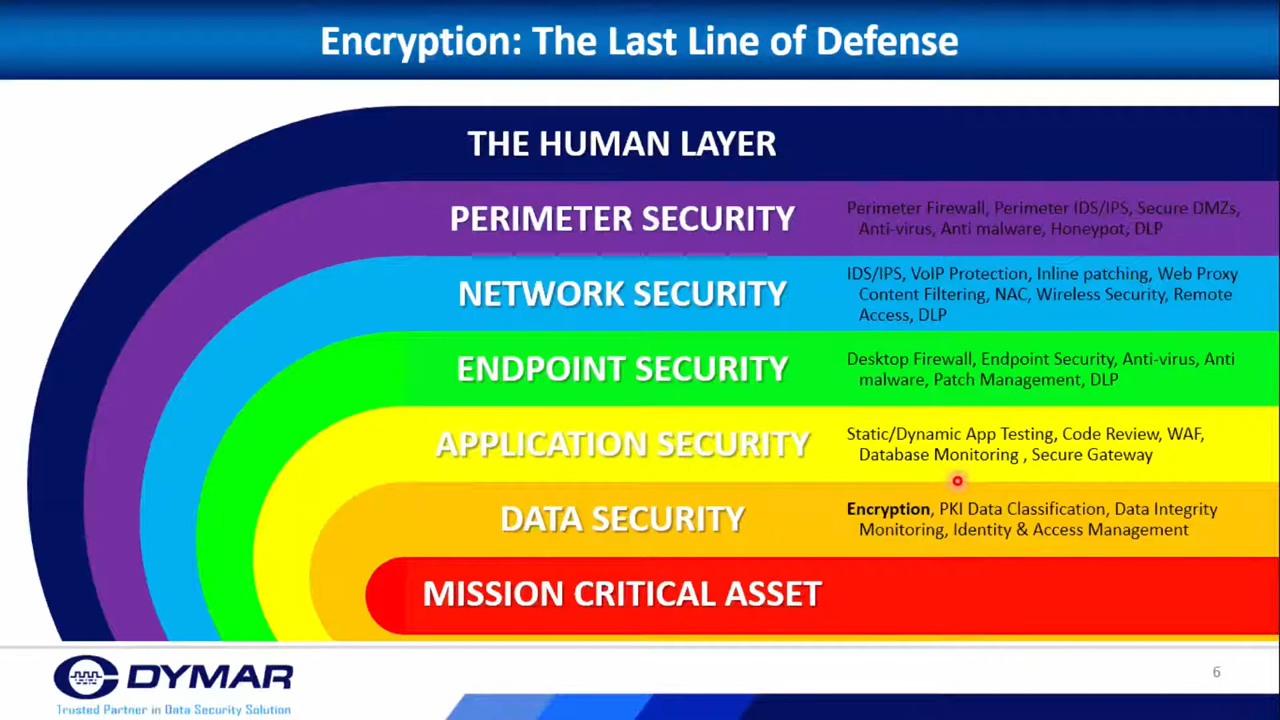 Encryption: The Last Line of Defense
THE HUMAN LAYER
PERIMETER SECURITY
Perimeter Firewall, Perimeter IDS/IPS, Secure DMZs,
Anti-virus, Anti malware, Honeypot, DLP
NETWORK SECURITY
IDS/IPS, VoIP Protection, Inline patching, Web Proxy
Content Filtering, NAC, Wireless Security, Remote
Access, DLP
ENDPOINT SECURITY
Desktop Firewall, Endpoint Security, Anti-virus, Anti
malware, Patch Management, DLP
APPLICATION SECURITY
Static/Dynamic App Testing, Code Review, WAF,
Database Monitoring , Secure Gateway
DATA SECURITY
Encryption, PKI Data Classification, Data Integrity
Monitoring, Identity & Access Management
MISSION CRITICAL ASSET
DYMAR
Trusted Partner in Data Security Solution
6